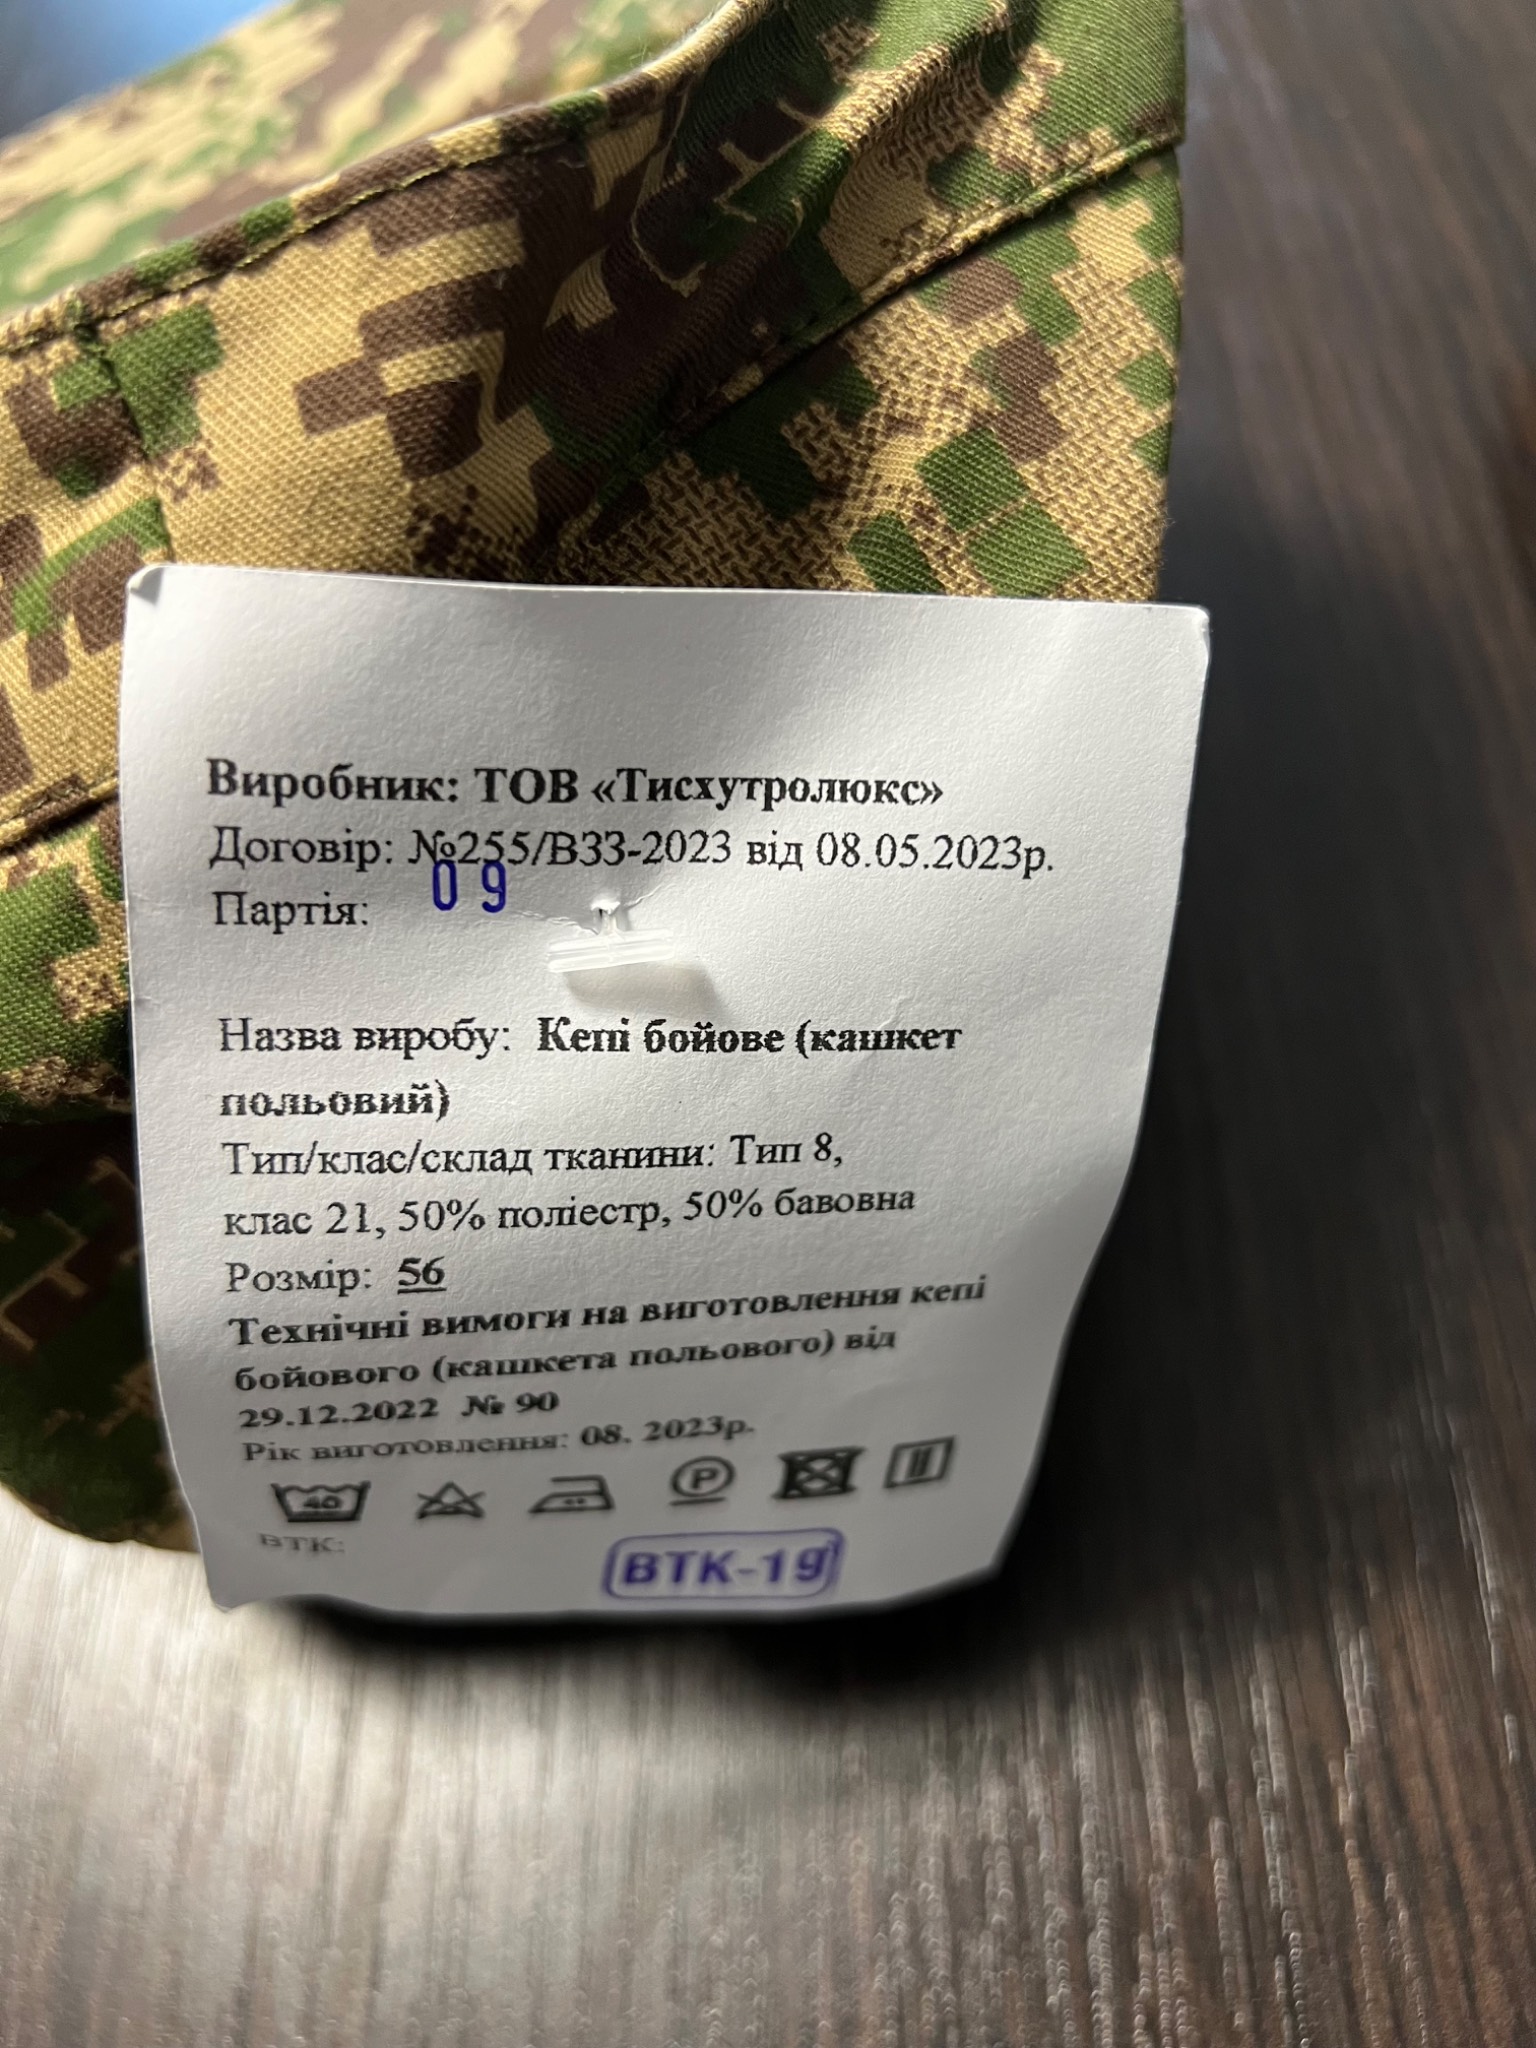 Виробник: ТОВ «Тисхутролюкс»
Договір: №255/ВЗЗ-2023 від 08.05.2023р.
Партія: 09
Назва виробу: Кепі бойове (кашкет
польовий)
Тип/клас/склад тканини: Тип 8,
клас 21, 50% поліестр, 50% бавовна
Розмір: 56
Технічні вимоги на виготовлення кепі
бойового (кашкета польового) від
29.12.2022 № 90
Рік виготовлення: 08. 2023р.
40 P
ВТК:
ВТК-19